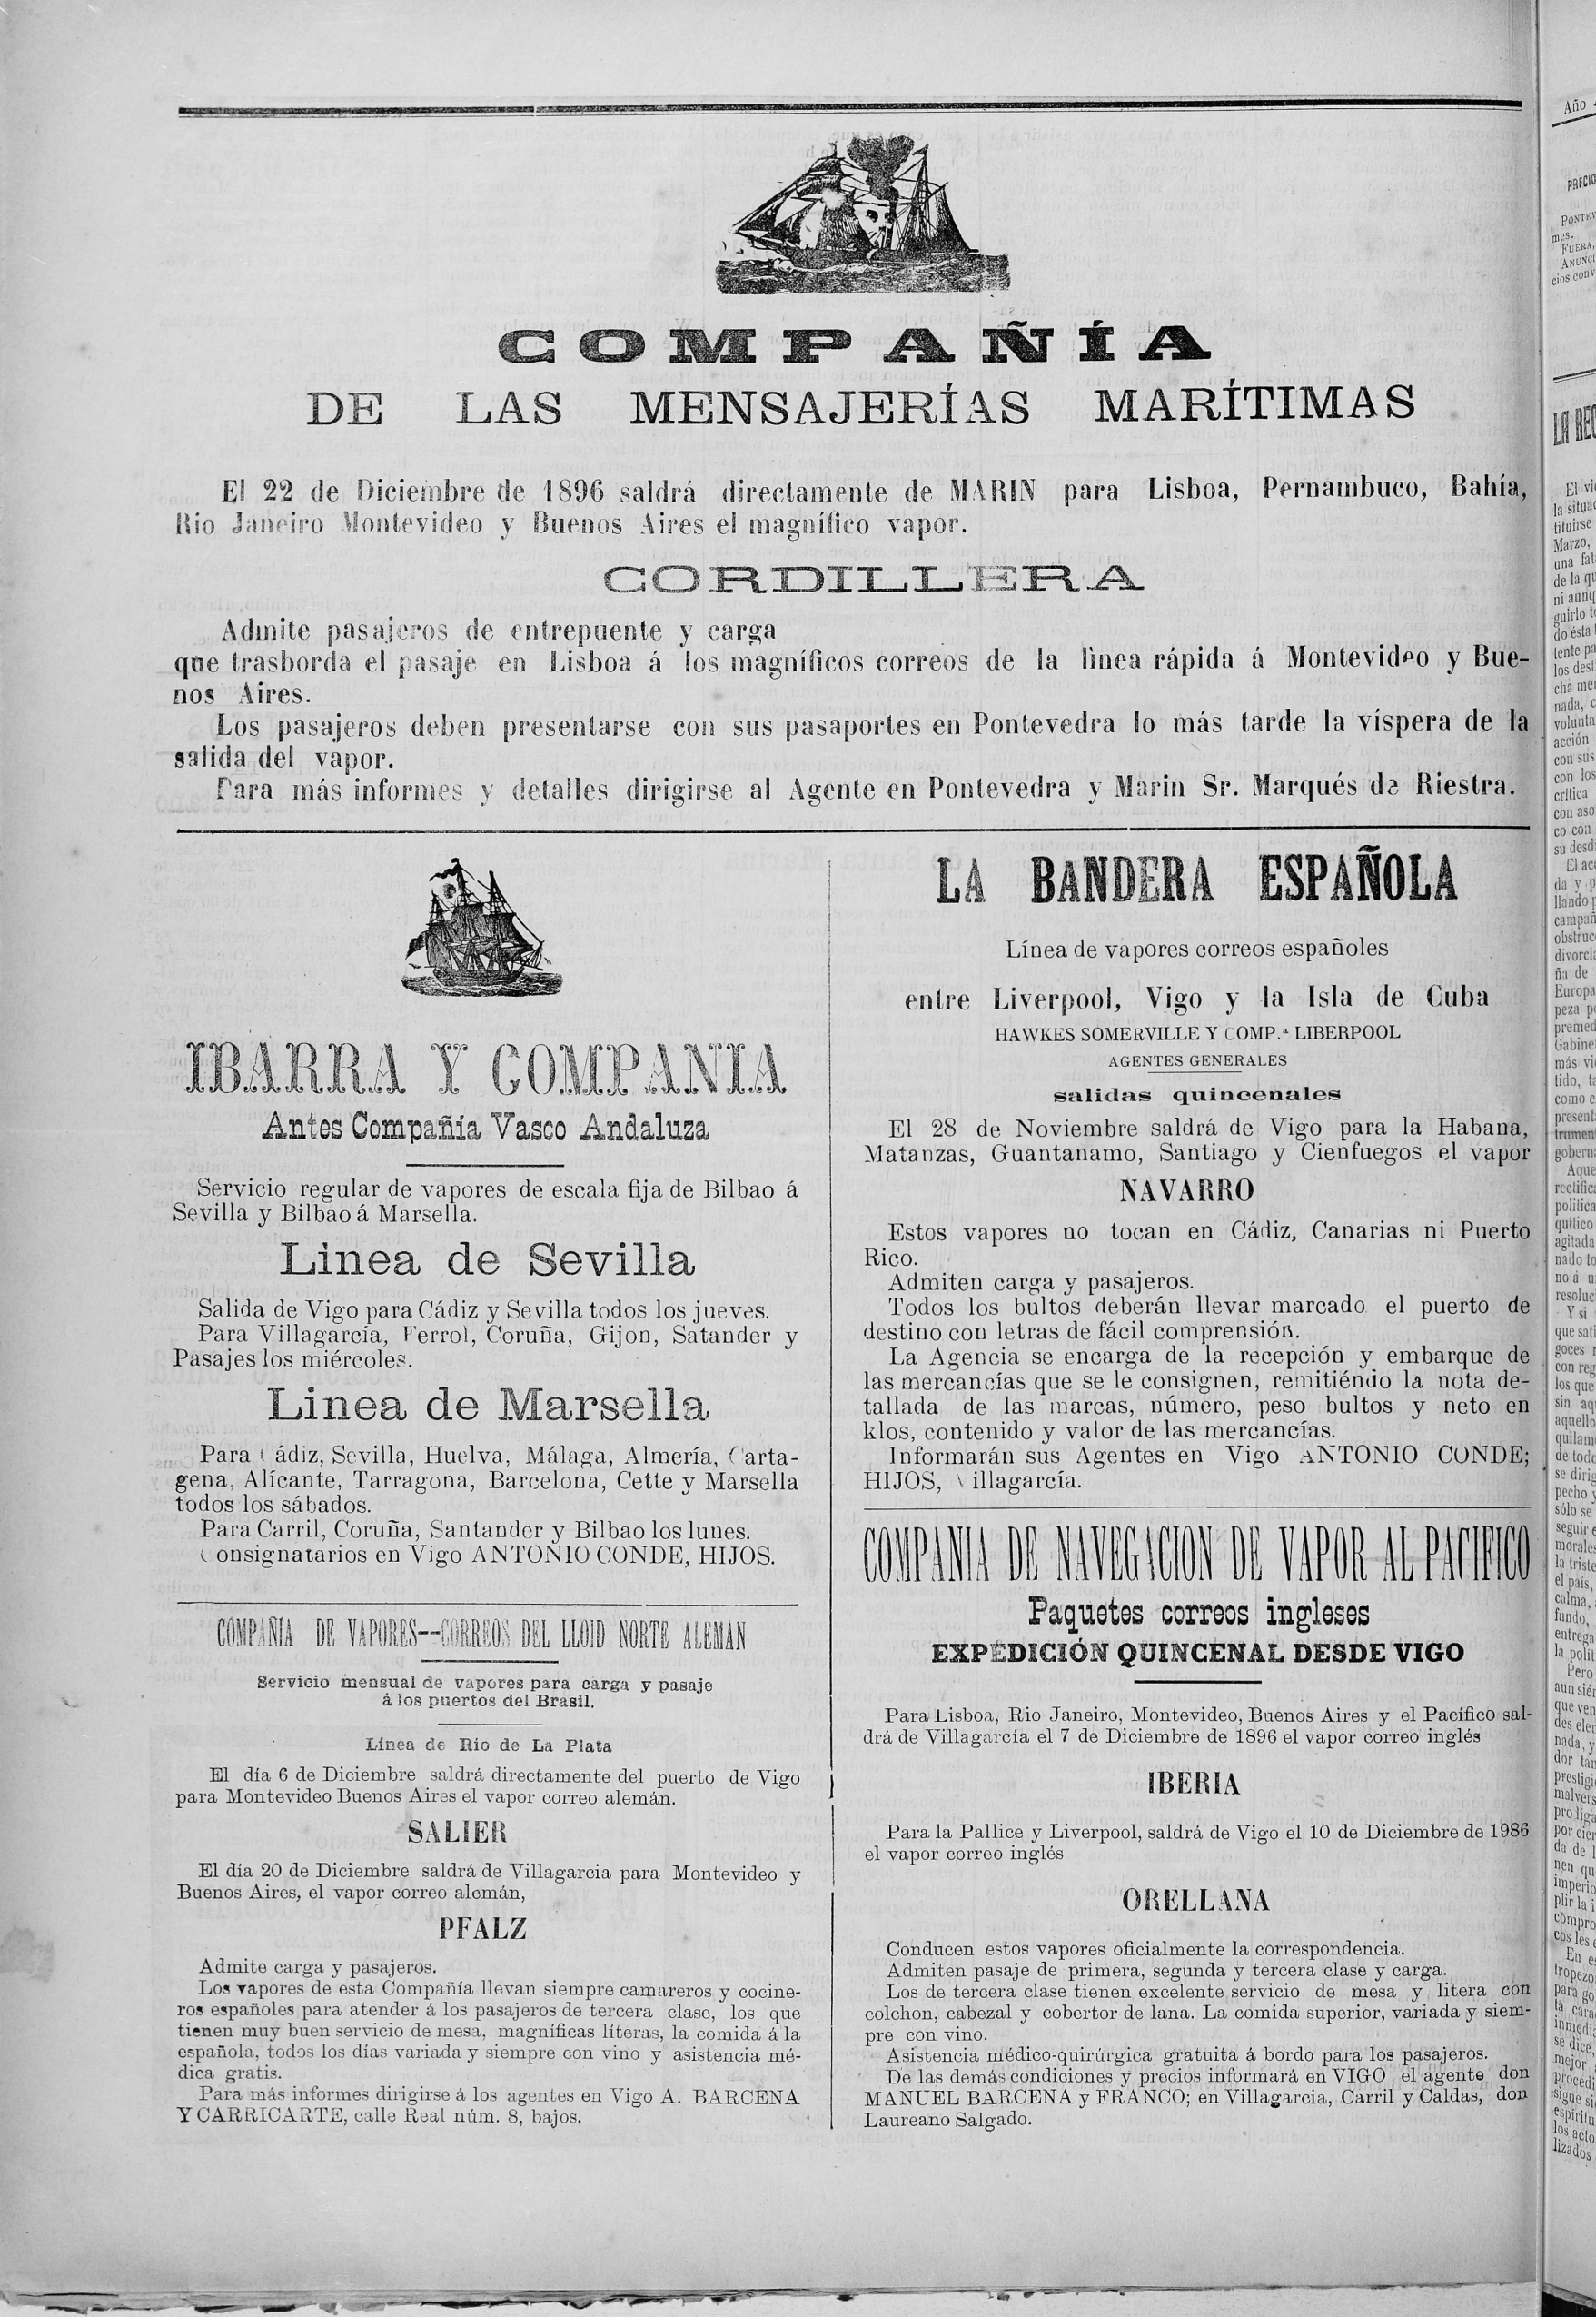 COMPAÑÍA
DE LAS MENSAJERÍAS MARÍTIMAS
El 22 de Diciembre de 1896 saldrá directamente de MARIN para Lisboa, Pernambuco, Bahía,
Rio Janeiro Montevideo y Buenos Aires el magnífico vapor.
CORDILLERA
Admite pasajeros de entrepuente y carga
que trasborda el pasaje en Lisboa á los magníficos correos de la linea rápida á Montevideo y Bue-
nos Aires.
Los pasajeros deben presentarse con sus pasaportes en Pontevedra lo más tarde la víspera de la
salida del vapor.
Para más informes y detalles dirigirse al Agente en Pontevedra y Marin Sr. Marqués de Riestra.
IBARRA Y COMPANIA
Antes Compañía Vasco Andaluza
Servicio regular de vapores de escala fija de Bilbao á
Sevilla y Bilbao á Marsella.
Linea de Sevilla
Salida de Vigo para Cádiz y Sevilla todos los jueves.
Para Villagarcía, Ferrol, Coruña, Gijon, Satander y
Pasajes los miércoles.
Linea de Marsella
Para Cádiz, Sevilla, Huelva, Málaga, Almería, Carta-
gena, Alícante, Tarragona, Barcelona, Cette y Marsella
todos los sábados.
Para Carril, Coruña, Santander y Bilbao los lunes.
Consignatarios en Vigo ANTONIO CONDE, HIJOS.
COMPAÑIA DE VAPORES--CORREOS DEL LLOID NORTE ALEMAN
Servicio mensual de vapores para carga y pasaje
á los puertos del Brasil.
Línea de Río de La Plata
El día 6 de Diciembre saldrá directamente del puerto de Vigo
para Montevideo Buenos Aires el vapor correo alemán.
SALIER
El día 20 de Diciembre saldrá de Villagarcia para Montevideo y
Buenos Aires, el vapor correo alemán,
PFALZ
Admite carga y pasajeros.
Los vapores de esta Compañía llevan siempre camareros y cocine-
ros españoles para atender á los pasajeros de tercera clase, los que
tienen muy buen servicio de mesa, magníficas líteras, la comida á la
española, todos los días variada y siempre con vino y asistencia mé-
dica gratis.
Para más informes dirigirse á los agentes en Vigo A. BARCENA
Y CARRICARTE, calle Real núm. 8, bajos.
LA BANDERA ESPAÑOLA
Línea de vapores correos españoles
entre Liverpool, Vigo y la Isla de Cuba
HAWKES SOMERVILLE Y COMP.ª LIBERPOOL
AGENTES GENERALES
salidas quincenales
El 28 de Noviembre saldrá de Vigo para la Habana,
Matanzas, Guantanamo, Santiago y Cienfuegos el vapor
NAVARRO
Estos vapores no tocan en Cádiz, Canarias ni Puerto
Rico.
Admiten carga y pasajeros.
Todos los bultos deberán llevar marcado el puerto de
destino con letras de fácil comprensión.
La Agencia se encarga de la recepción y embarque de
las mercancías que se le consignen, remitiéndo la nota de-
tallada de las marcas, número, peso bultos y neto en
klos, contenido y valor de las mercancías.
Informarán sus Agentes en Vigo ANTONIO CONDE;
HIJOS, Villagarcía.
COMPANIA DE NAVEGACION DE VAPOR AL PACIFICO
Paquetes correos ingleses
EXPEDICIÓN QUINCENAL DESDE VIGO
Para Lisboa, Rio Janeiro, Montevideo, Buenos Aires y el Pacífico sal-
drá de Villagarcía el 7 de Diciembre de 1896 el vapor correo inglés
IBERIA
Para la Pallice y Liverpool, saldrá de Vigo el 10 de Diciembre de 1986
el vapor correo inglés
ORELLANA
Conducen estos vapores oficialmente la correspondencia.
Admiten pasaje de primera, segunda y tercera clase y carga.
Los de tercera clase tienen excelente servicio de mesa y litera con
colchon, cabezal y cobertor de lana. La comida superior, variada y siem-
pre con vino.
Asistencia médico-quirúrgica gratuita á bordo para los pasajeros.
De las demás condiciones y precios informará en VIGO el agente don
MANUEL BARCENA y FRANCO; en Villagarcia, Carril y Caldas, don
Laureano Salgado.